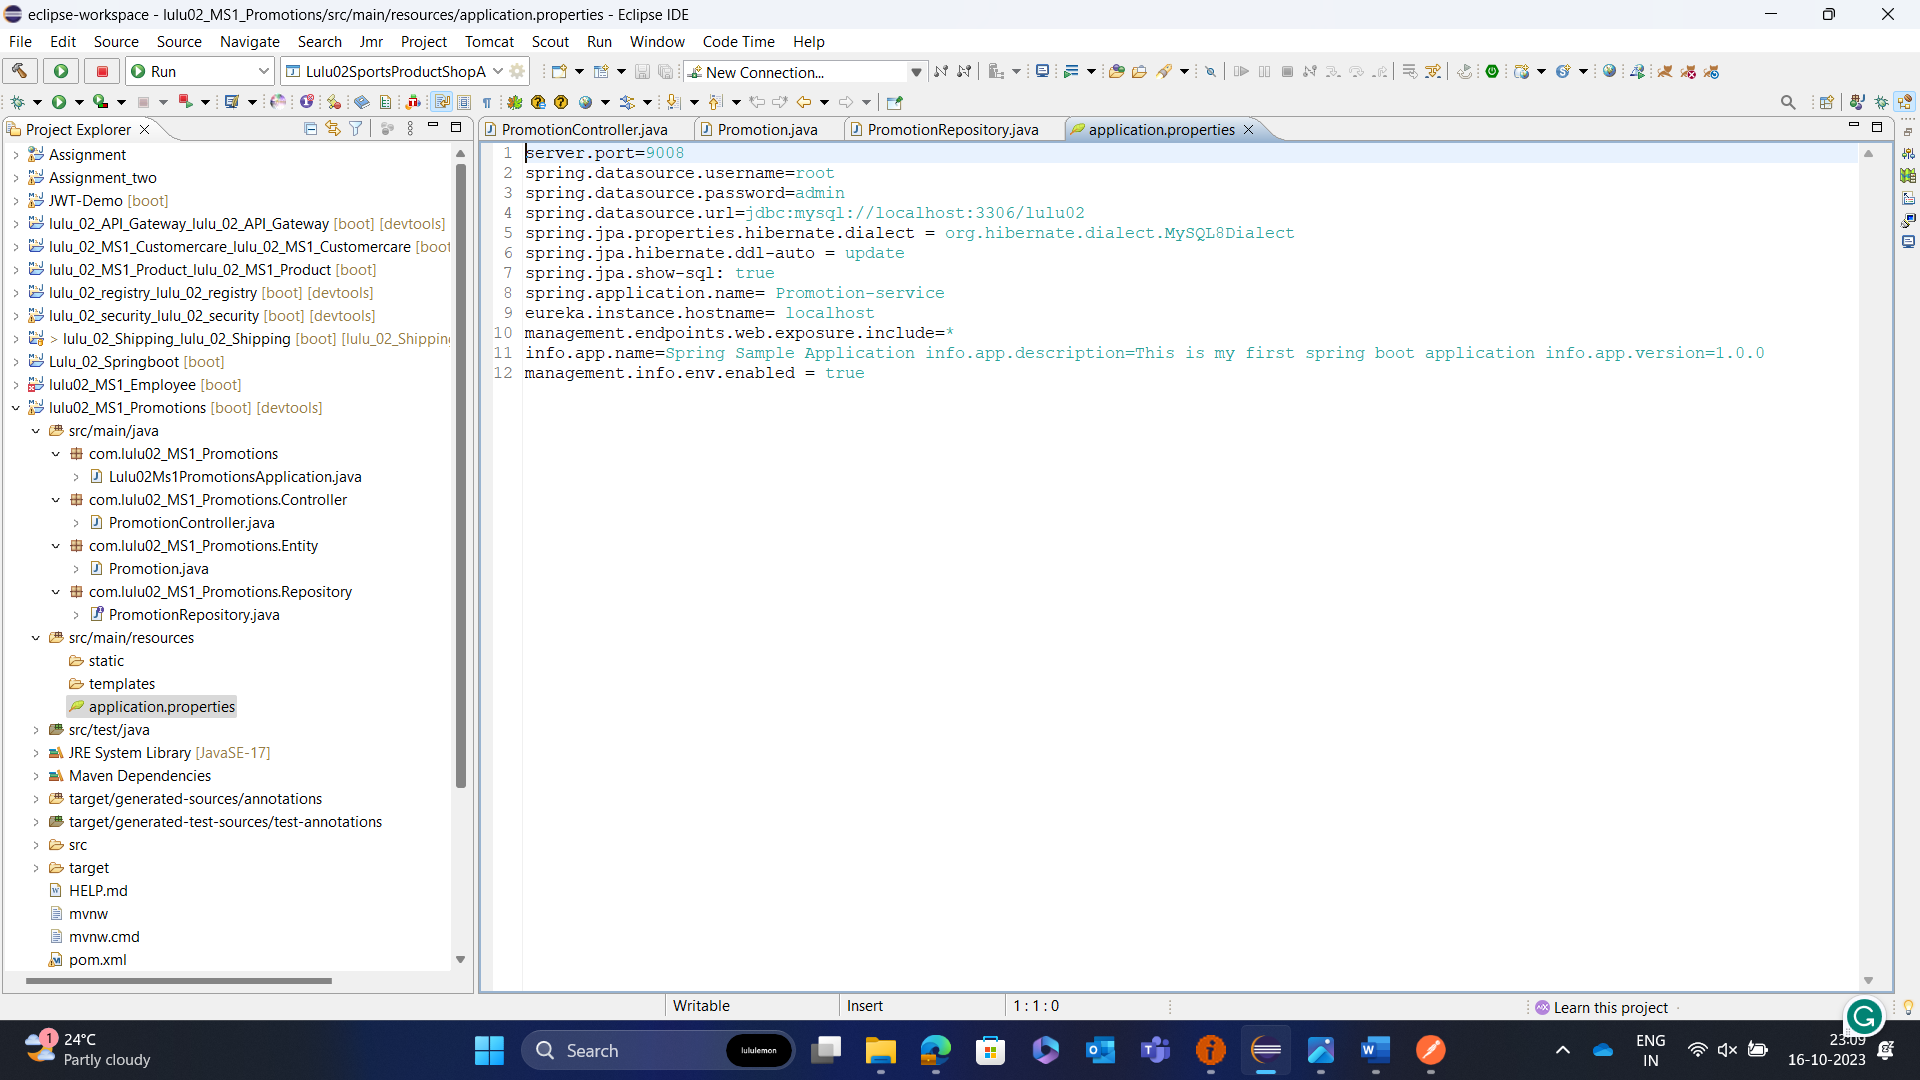 eclipse-workspace - lulu02_MS1_Promotions/src/main/resources/application.properties - Eclipse IDE
File Edit Source Source Navigate Search Jmr Project Tomcat Scout Run Window Code Time Help
Run Lulu02SportsProductShopA New Connection...
Project Explorer
PromotionController.java Promotion.java PromotionRepository.java application.properties
Assignment
Assignment_two
JWT-Demo [boot]
lulu_02_API_Gateway_lulu_02_API_Gateway [boot] [devtools]
lulu_02_MS1_Customercare_lulu_02_MS1_Customercare [boot
lulu_02_MS1_Product_lulu_02_MS1_Product [boot]
lulu_02_registry_lulu_02_registry [boot] [devtools]
lulu_02_security_lulu_02_security [boot] [devtools]
> lulu_02_Shipping_lulu_02_Shipping [boot] [lulu_02_Shipping
Lulu_02_Springboot [boot]
lulu02_MS1_Employee [boot]
lulu02_MS1_Promotions [boot] [devtools]
src/main/java
com.lulu02_MS1_Promotions
Lulu02Ms1PromotionsApplication.java
com.lulu02_MS1_Promotions.Controller
PromotionController.java
com.lulu02_MS1_Promotions.Entity
Promotion.java
com.lulu02_MS1_Promotions.Repository
PromotionRepository.java
src/main/resources
static
templates
application.properties
src/test/java
JRE System Library [JavaSE-17]
Maven Dependencies
target/generated-sources/annotations
target/generated-test-sources/test-annotations
src
target
HELP.md
mvnw
mvnw.cmd
pom.xml
1 server.port=9008
2 spring.datasource.username=root
3 spring.datasource.password=admin
4 spring.datasource.url=jdbc:mysql://localhost:3306/lulu02
5 spring.jpa.properties.hibernate.dialect = org.hibernate.dialect.MySQL8Dialect
6 spring.jpa.hibernate.ddl-auto = update
7 spring.jpa.show-sql: true
8 spring.application.name= Promotion-service
9 eureka.instance.hostname= localhost
10 management.endpoints.web.exposure.include=*
11 info.app.name=Spring Sample Application info.app.description=This is my first spring boot application info.app.version=1.0.0
12 management.info.env.enabled = true
Writable Insert 1 : 1 : 0 Learn this project
1
24°C
Partly cloudy
Search
lululemon
ENG
IN
23:09
16-10-2023